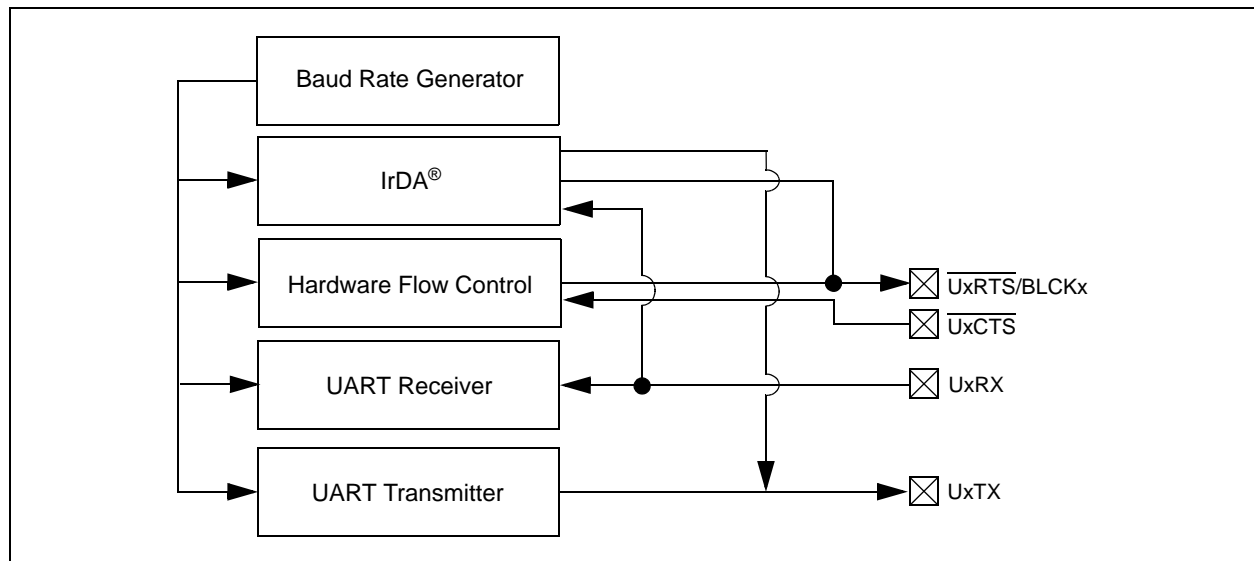 Baud Rate Generator
IrDA®
Hardware Flow Control
UxRTS/BLCKx
UxCTS
UART Receiver
UxRX
UART Transmitter
UxTX